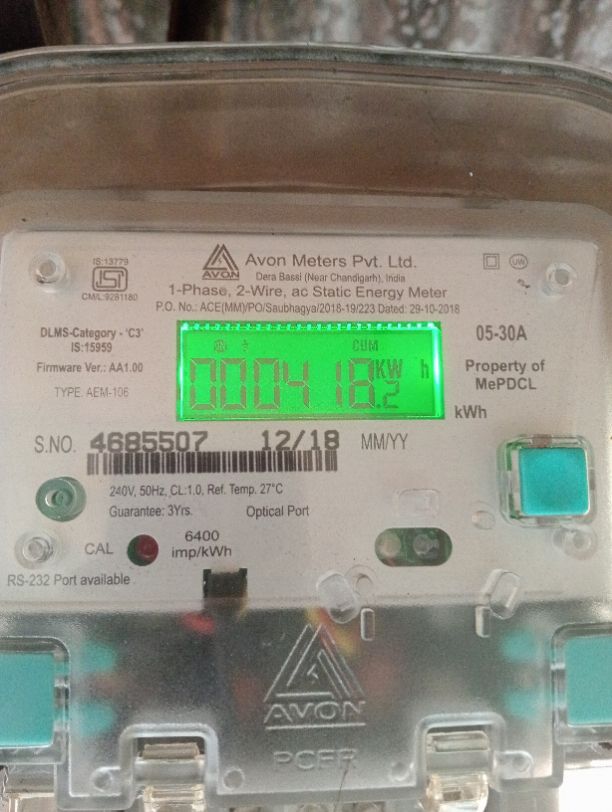 IS:13779
CM/L:9281180
AVON
Avon Meters Pvt. Ltd.
Dera Bassi (Near Chandigarh), India
1-Phase, 2-Wire, ac Static Energy Meter
P.O. No.: ACE(MM)/PO/Saubhagya/2018-19/223 Dated: 29-10-2018
UW
DLMS-Category - 'C3'
IS:15959
Firmware Ver.: AA1.00
TYPE. AEM-106
CUM
000418.2 KW h
05-30A
Property of
MePDCL
kWh
S.NO. 4685507 12/18 MM/YY
240V, 50Hz, CL:1.0, Ref. Temp. 27°C
Guarantee: 3Yrs. Optical Port
CAL
6400
imp/kWh
RS-232 Port available
AVON